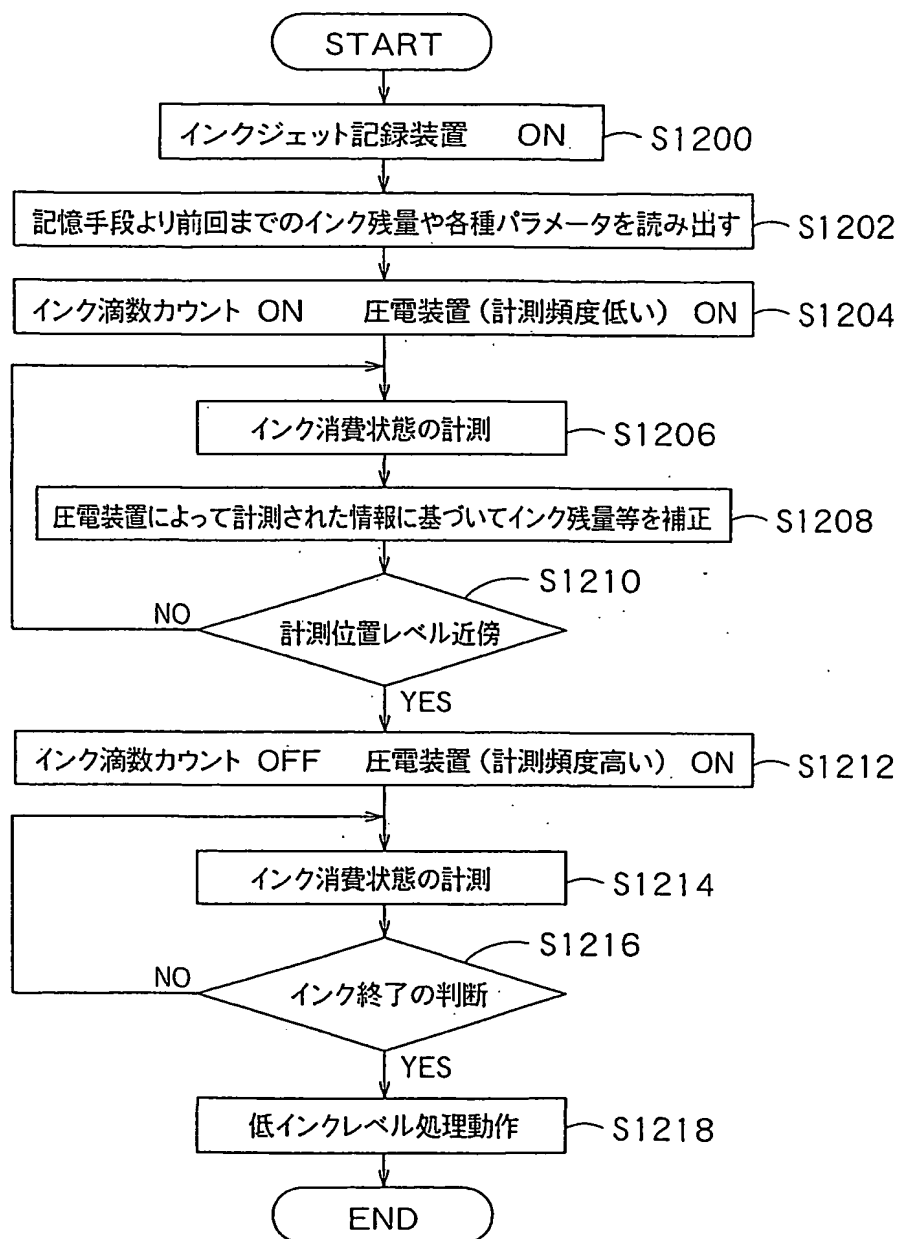 START
インクジェット記録装置 ON S1200
記憶手段より前回までのインク残量や各種パラメータを読み出す S1202
インク滴数カウント ON 圧電装置(計測頻度低い) ON S1204
インク消費状態の計測 S1206
圧電装置によって計測された情報に基づいてインク残量等を補正 S1208
S1210
NO
計測位置レベル近傍
YES
インク滴数カウント OFF 圧電装置(計測頻度高い) ON S1212
インク消費状態の計測 S1214
S1216
NO
インク終了の判断
YES
低インクレベル処理動作 S1218
END